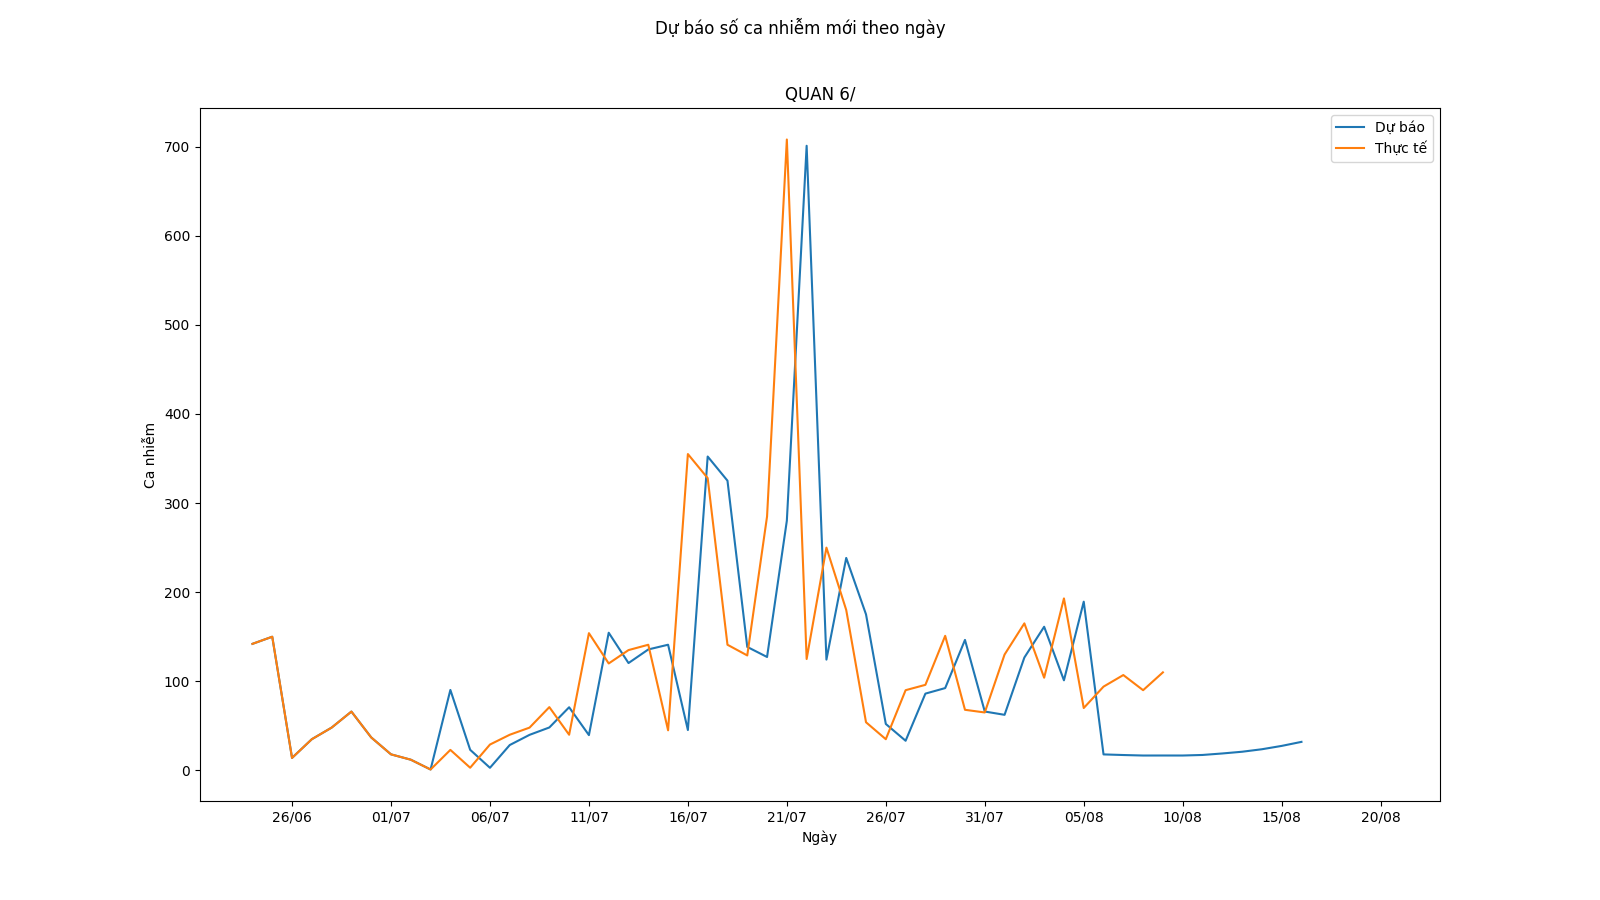 Dự báo số ca nhiễm mới theo ngày
QUAN 6/
Dự báo
Thực tế
700
600
500
400
300
200
100
0
Ca nhiễm
26/06 01/07 06/07 11/07 16/07 21/07 26/07 31/07 05/08 10/08 15/08 20/08
Ngày